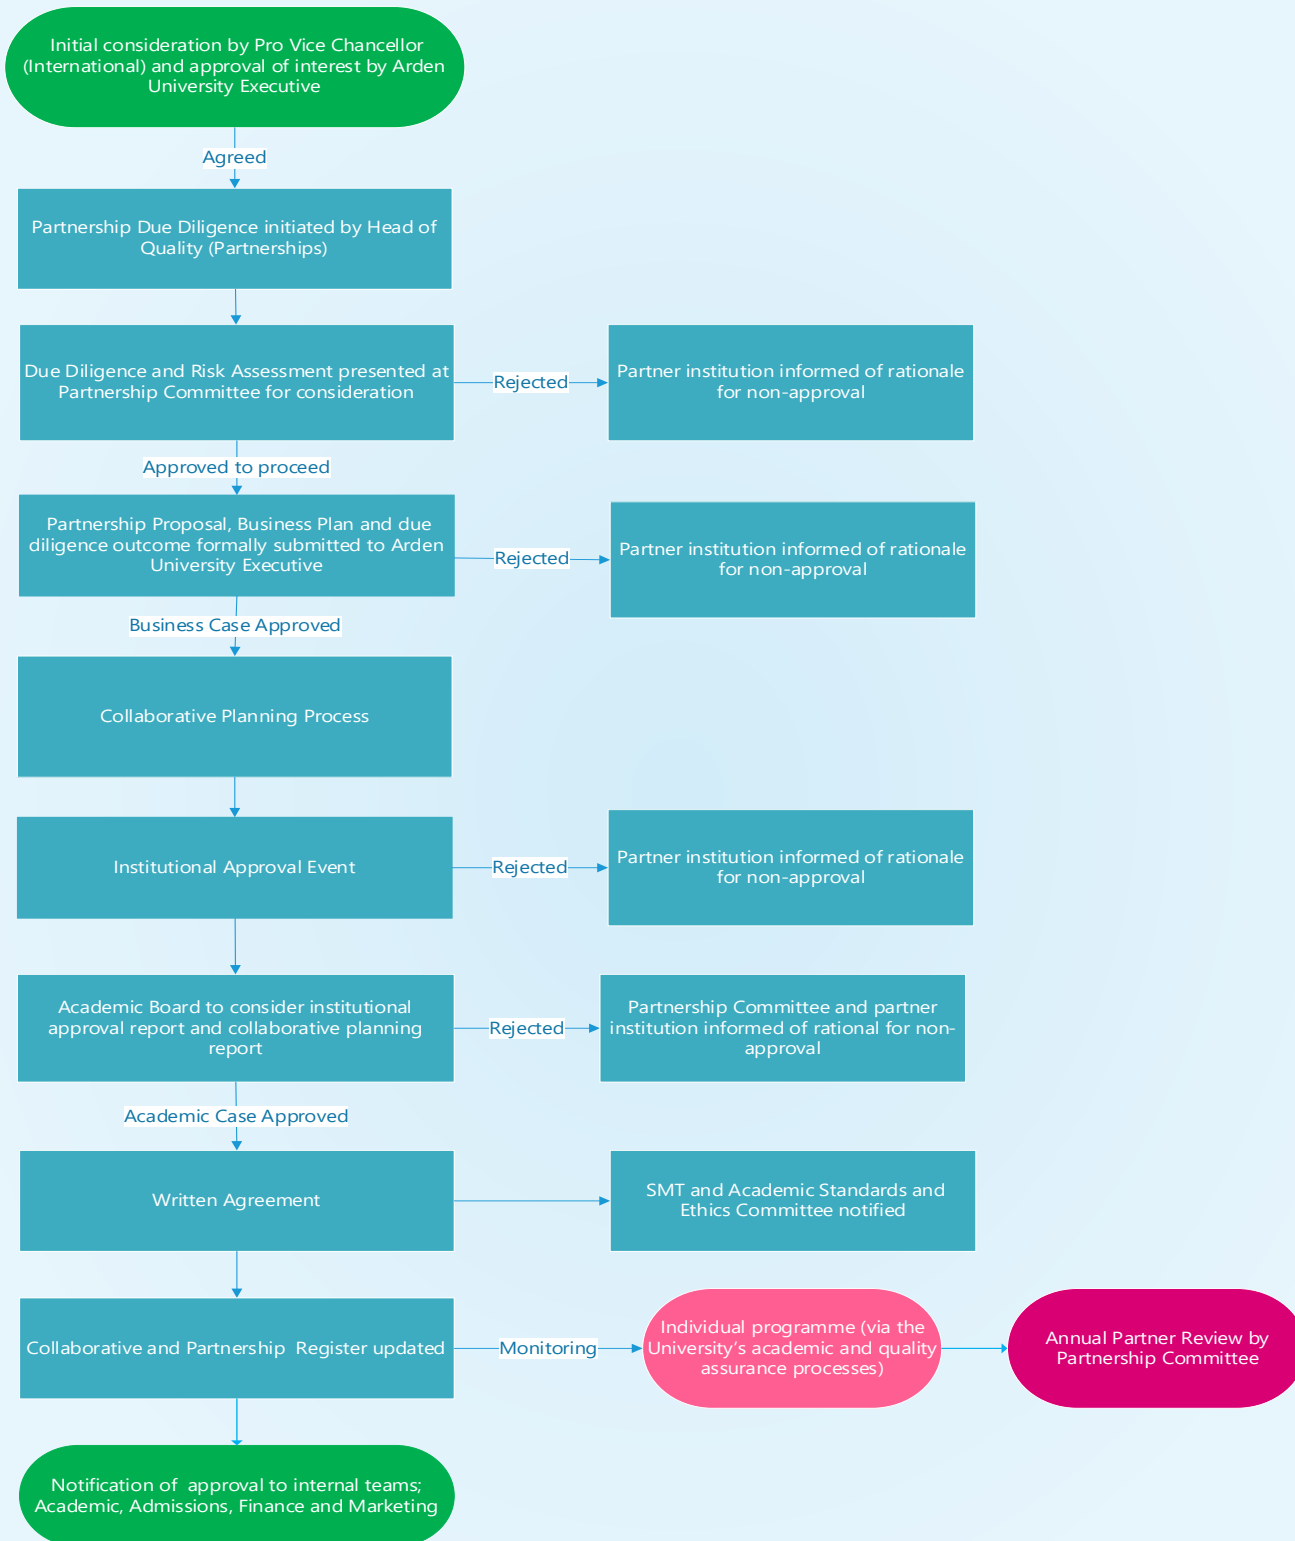 Initial consideration by Pro Vice Chancellor
(International) and approval of interest by Arden
University Executive
Agreed
Partnership Due Diligence initiated by Head of
Quality (Partnerships)
Due Diligence and Risk Assessment presented at
Partnership Committee for consideration
Rejected
Partner institution informed of rationale
for non-approval
Approved to proceed
Partnership Proposal, Business Plan and due
diligence outcome formally submitted to Arden
University Executive
Rejected
Partner institution informed of rationale
for non-approval
Business Case Approved
Collaborative Planning Process
Institutional Approval Event
Rejected
Partner institution informed of rationale
for non-approval
Academic Board to consider institutional
approval report and collaborative planning
report
Rejected
Partnership Committee and partner
institution informed of rational for non-
approval
Academic Case Approved
Written Agreement
SMT and Academic Standards and
Ethics Committee notified
Collaborative and Partnership  Register updated
Monitoring
Individual programme (via the
University’s academic and quality
assurance processes)
Annual Partner Review by
Partnership Committee
Notification of  approval to internal teams;
Academic, Admissions, Finance and Marketing